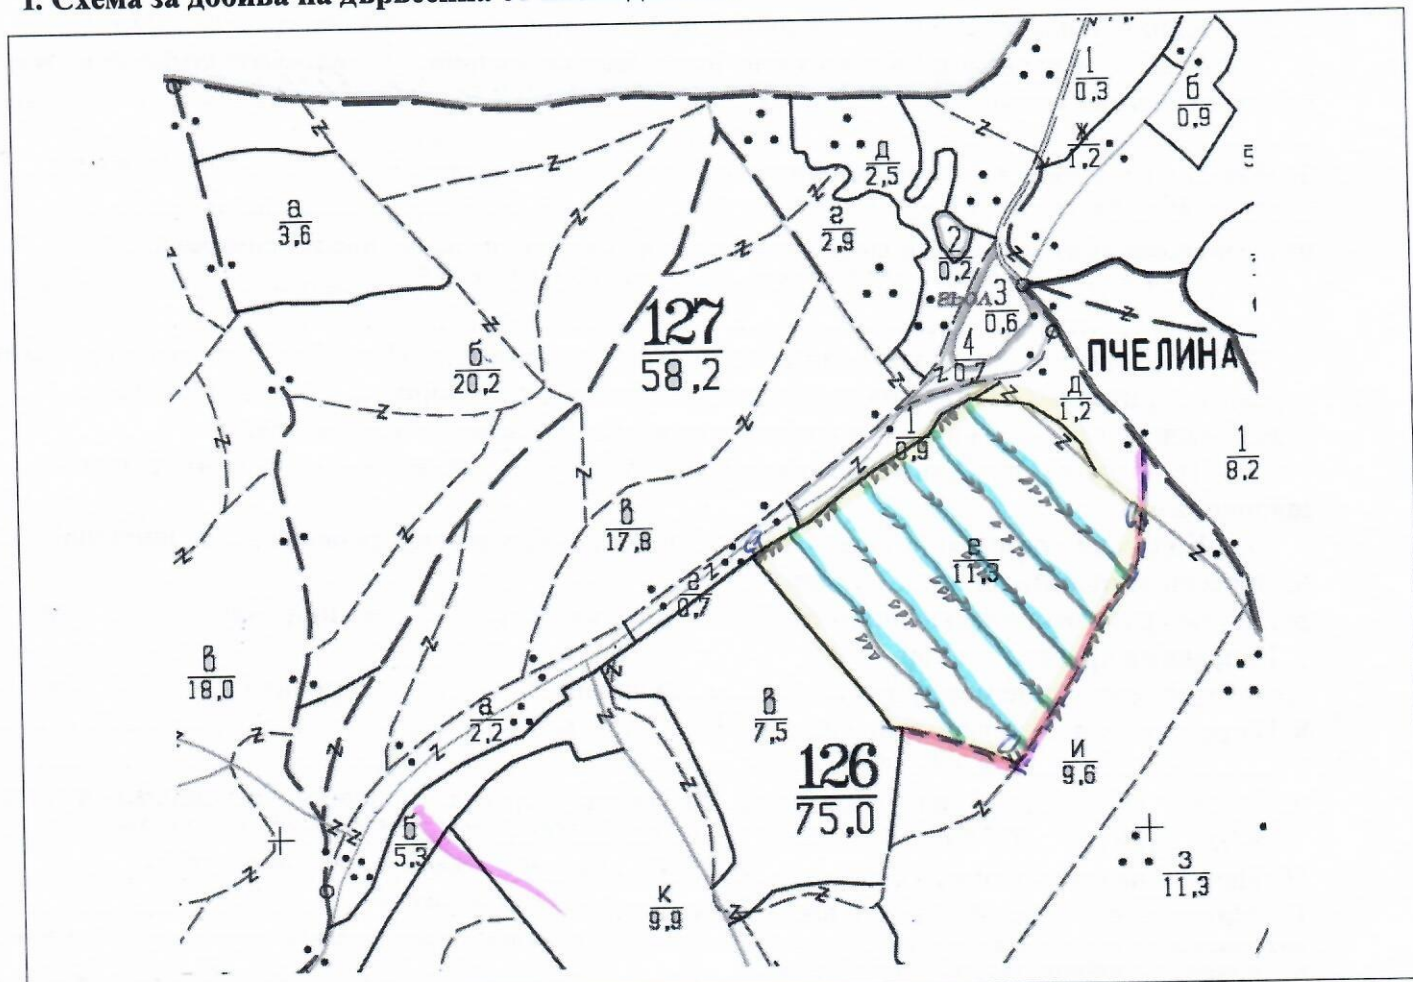 1. Схема за добива на дървесина от насажд
1
0,3
б
0,9
ж
1,2
5
д
2,5
а
3,6
г
2,9
2
0,2
3
0,6
127
58,2
4
0,7
ПЧЕЛИНА
б
20,2
д
1,2
1
0,9
1
8,2
в
17,8
е
11,3
г
0,7
в
18,0
а
2,2
в
7,5
126
75,0
и
9,6
б
5,3
з
11,3
к
9,9